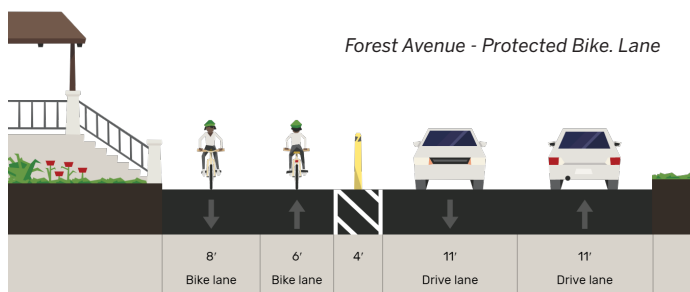 Forest Avenue - Protected Bike. Lane
8′ 6′ 4′ 11′ 11′
Bike lane Bike lane Drive lane Drive lane